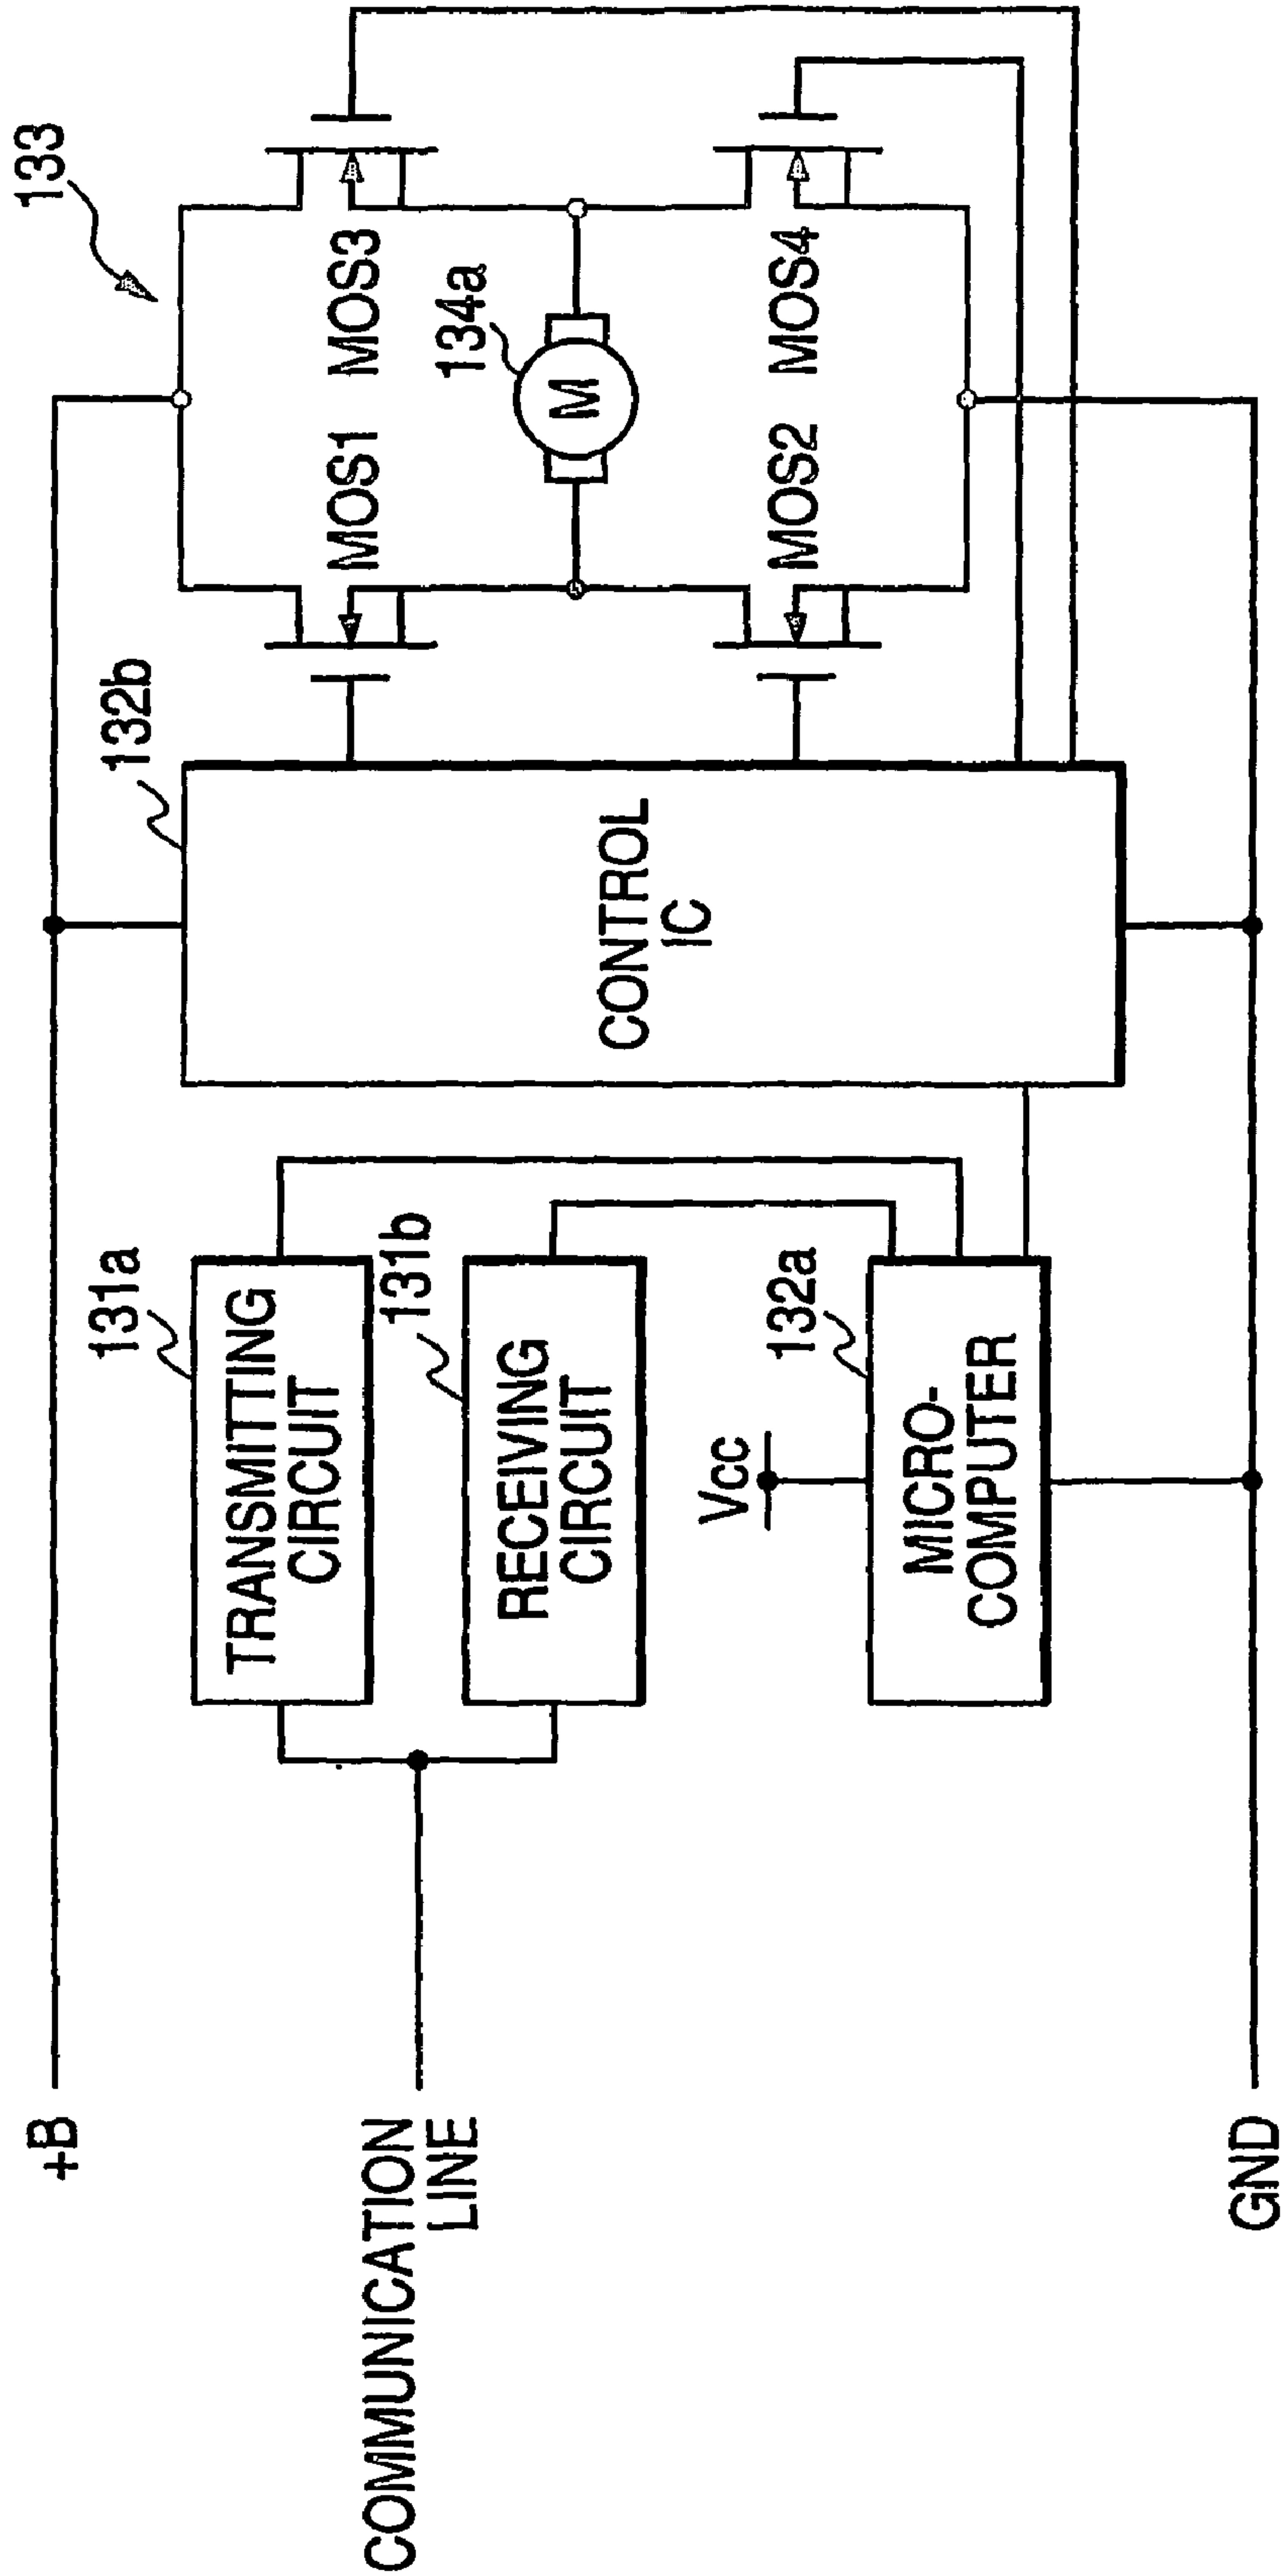 +B
COMMUNICATION
LINE
GND
131a
TRANSMITTING
CIRCUIT
131b
RECEIVING
CIRCUIT
Vcc
132a
MICRO-
COMPUTER
132b
CONTROL
IC
133
MOS1
MOS3
134a
M
MOS2
MOS4